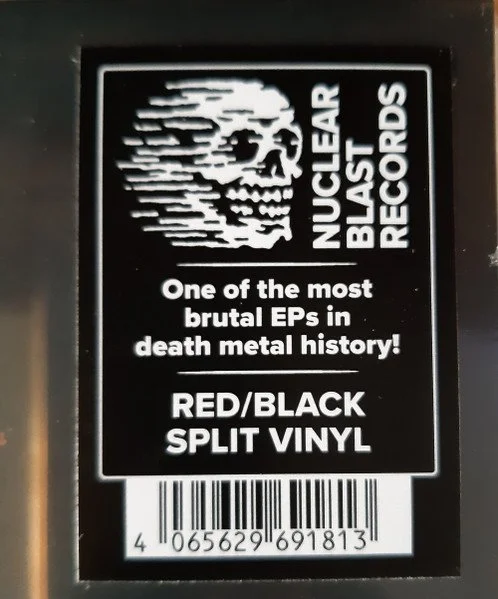 NUCLEAR
BLAST
RECORDS
One of the most
brutal EPs in
death metal history!
RED/BLACK
SPLIT VINYL
4 065629 691813